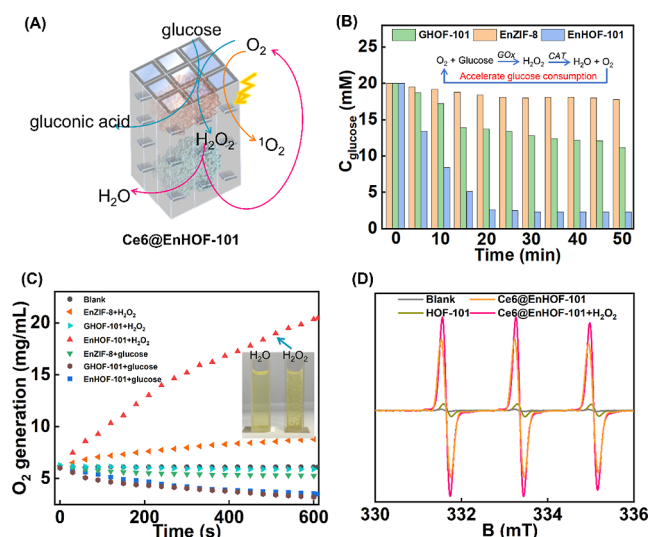 (A)
glucose
O₂
gluconic acid
H₂O₂
¹O₂
H₂O
Ce6@EnHOF-101
(B)
GHOF-101 EnZIF-8 EnHOF-101
O₂ + Glucose GOx H₂O₂ CAT H₂O + O₂
Accelerate glucose consumption
C glucose (mM)
25
20
15
10
5
0
0 10 20 30 40 50
Time (min)
(C)
Blank
EnZIF-8+H₂O₂
GHOF-101+H₂O₂
EnHOF-101+H₂O₂
EnZIF-8+glucose
GHOF-101+glucose
EnHOF-101+glucose
H₂O H₂O₂
O₂ generation (mg/mL)
20
15
10
5
0 200 400 600
Time (s)
(D)
Blank Ce6@EnHOF-101
HOF-101 Ce6@EnHOF-101+H₂O₂
330 332 334 336
B (mT)